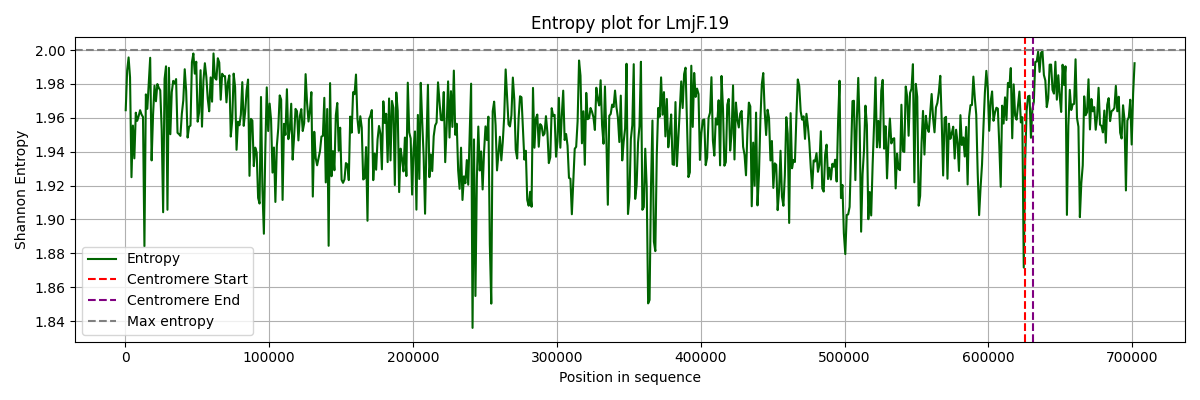 Entropy plot for LmjF.19
Shannon Entropy
2.00
1.98
1.96
1.94
1.92
1.90
1.88
1.86
1.84
Entropy
Centromere Start
Centromere End
Max entropy
0 100000 200000 300000 400000 500000 600000 700000
Position in sequence